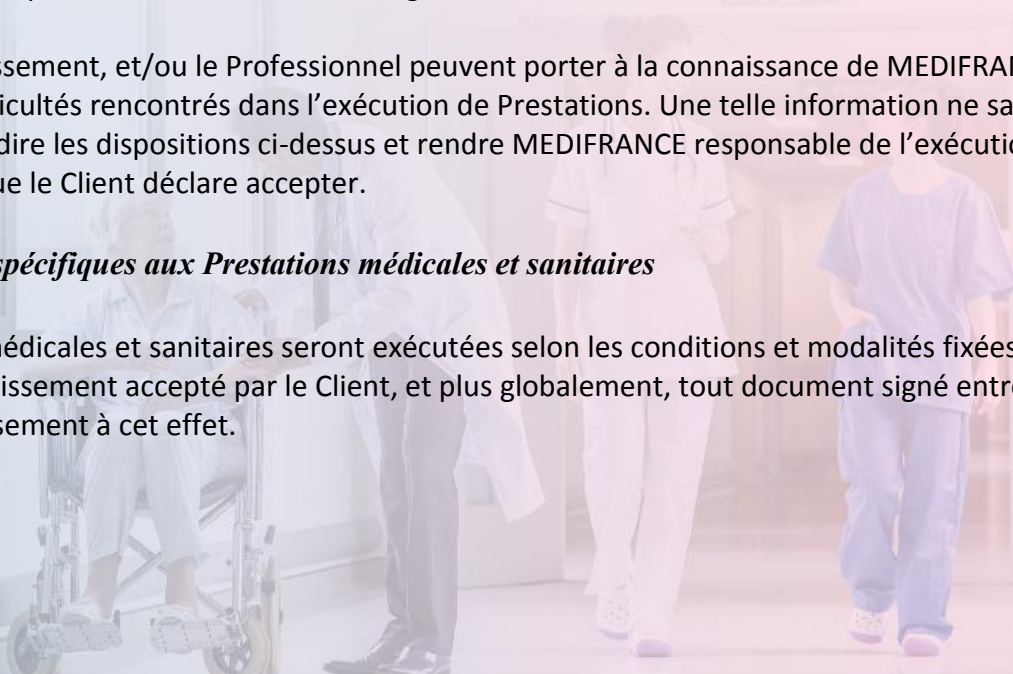 ssement, et/ou le Professionnel peuvent porter à la connaissance de MEDIFRAN
icultés rencontrés dans l’exécution de Prestations. Une telle information ne sa
dire les dispositions ci-dessus et rendre MEDIFRANCE responsable de l’exécutio
ue le Client déclare accepter.
spécifiques aux Prestations médicales et sanitaires
médicales et sanitaires seront exécutées selon les conditions et modalités fixées
issement accepté par le Client, et plus globalement, tout document signé entre
sement à cet effet.